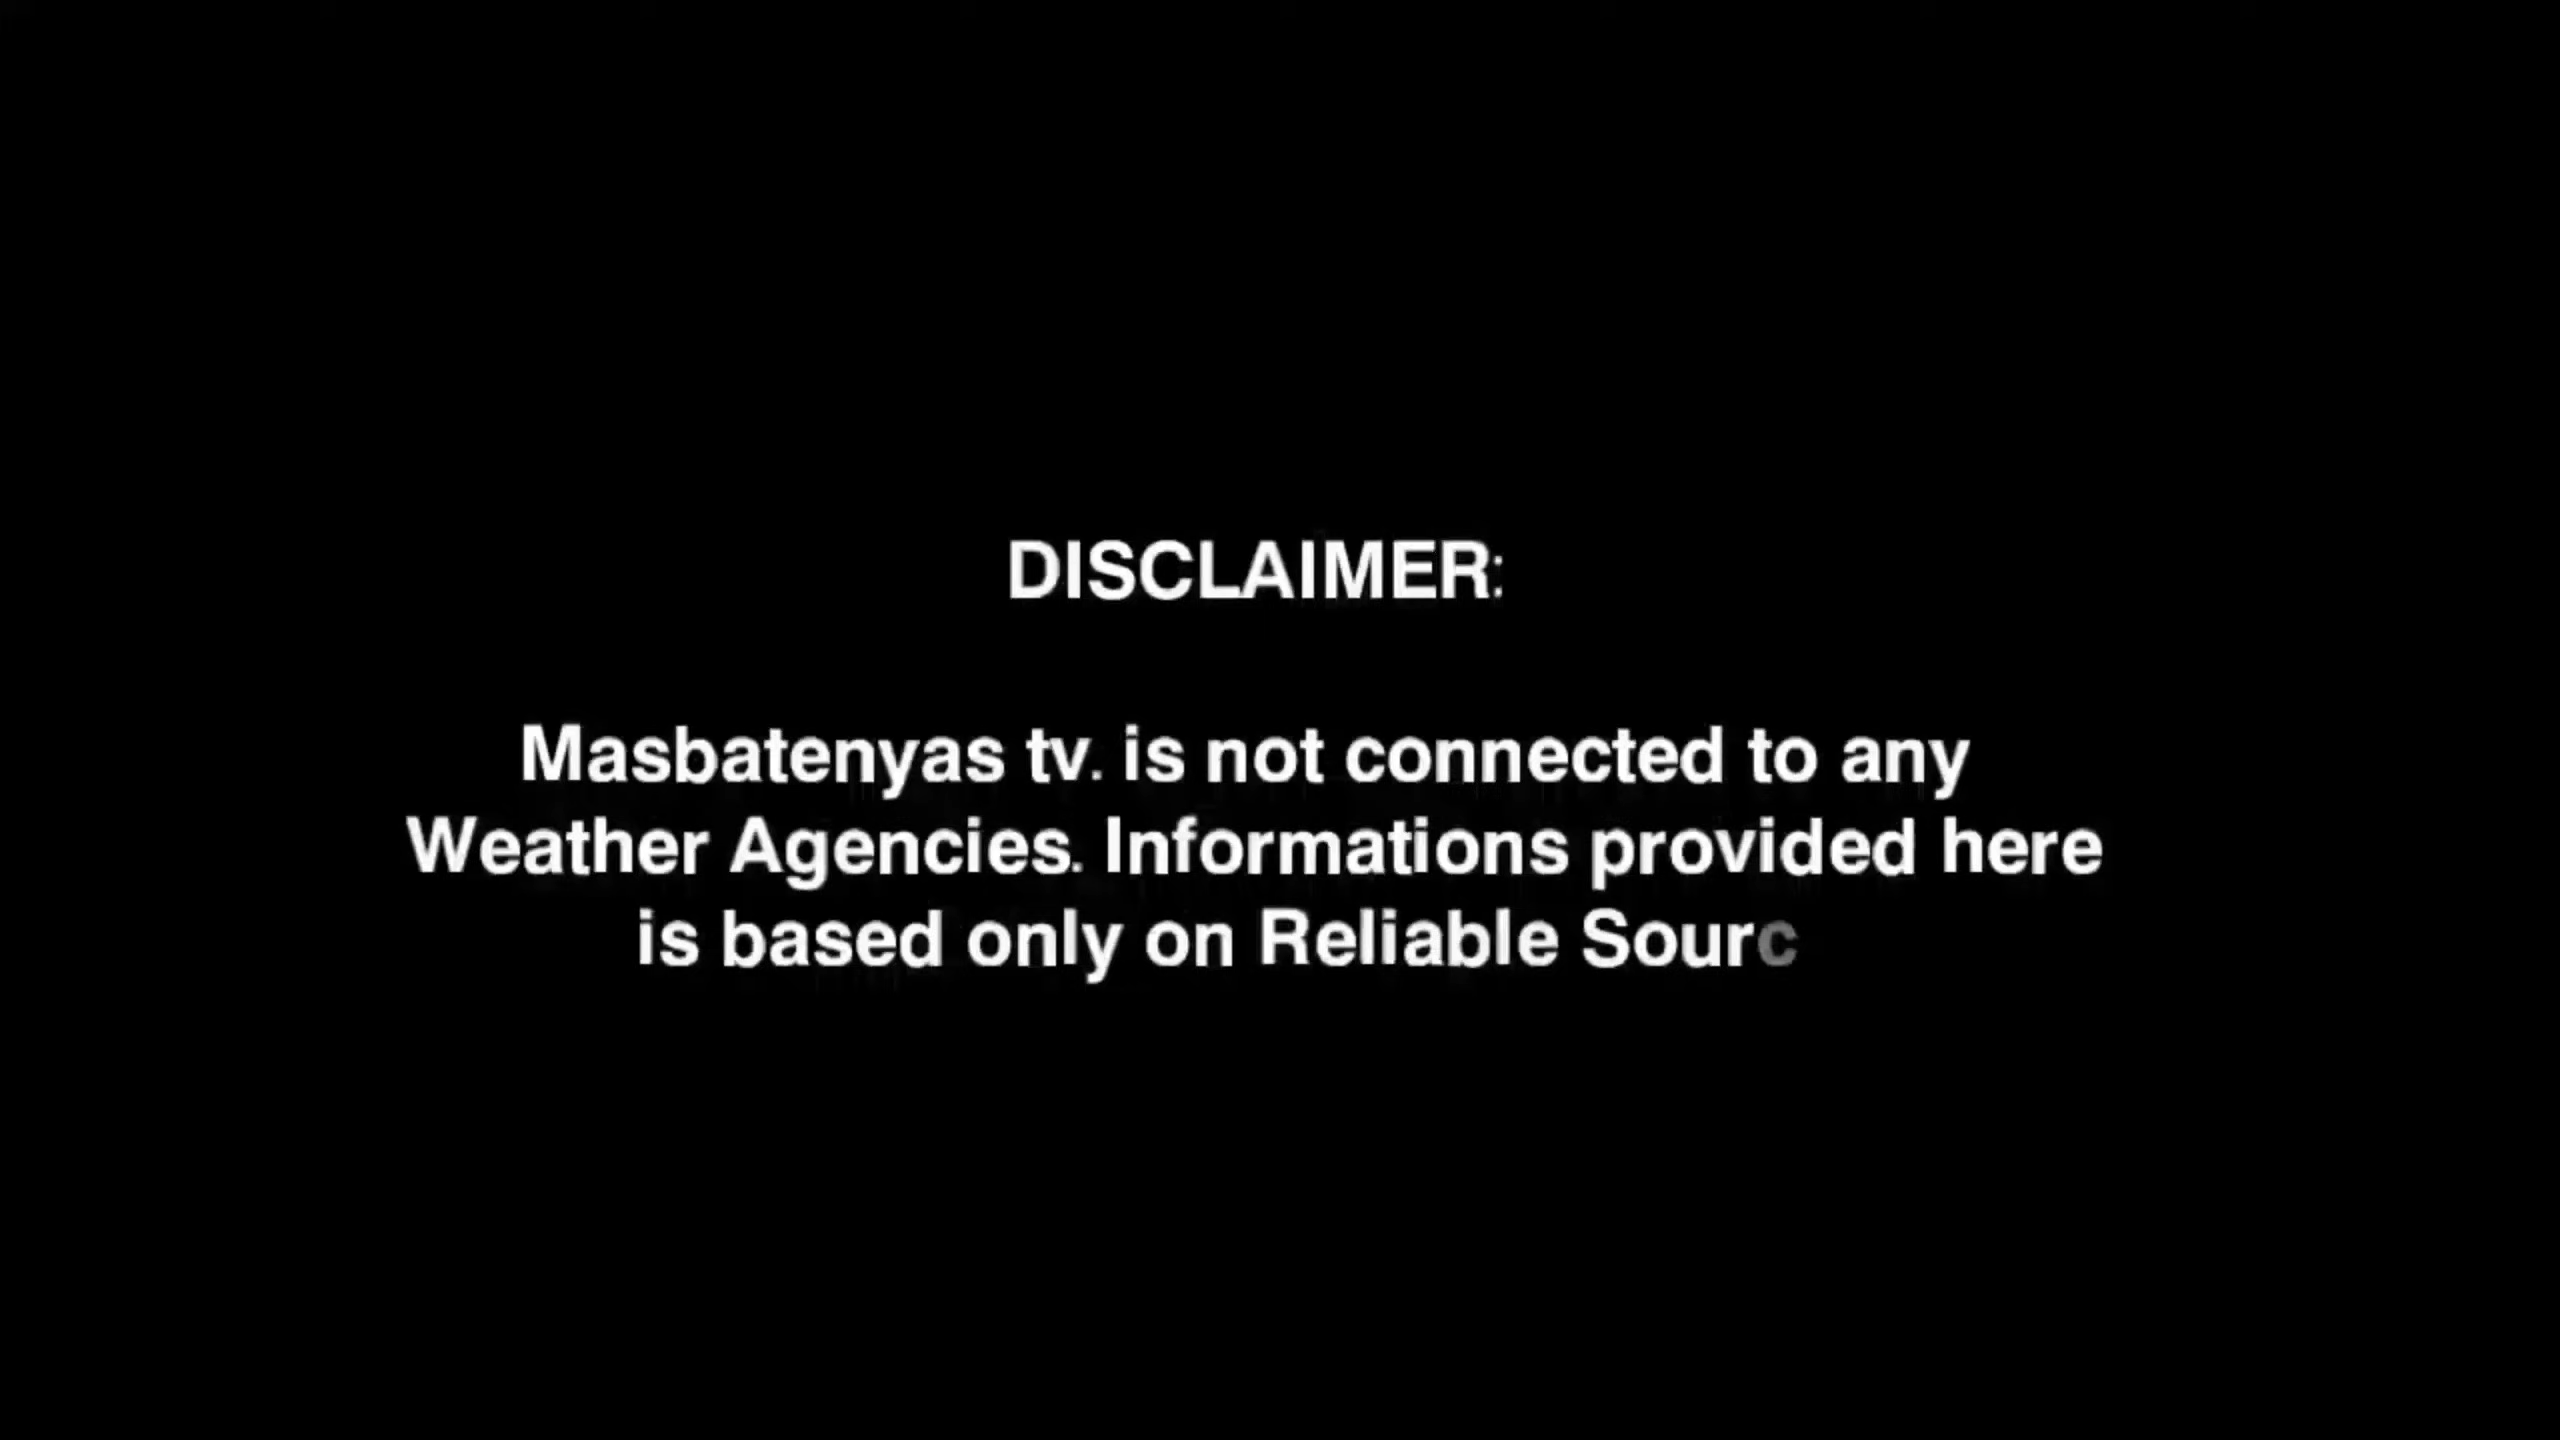 DISCLAIMER:
Masbatenyas tv. is not connected to any
Weather Agencies. Informations provided here
is based only on Reliable Sourc